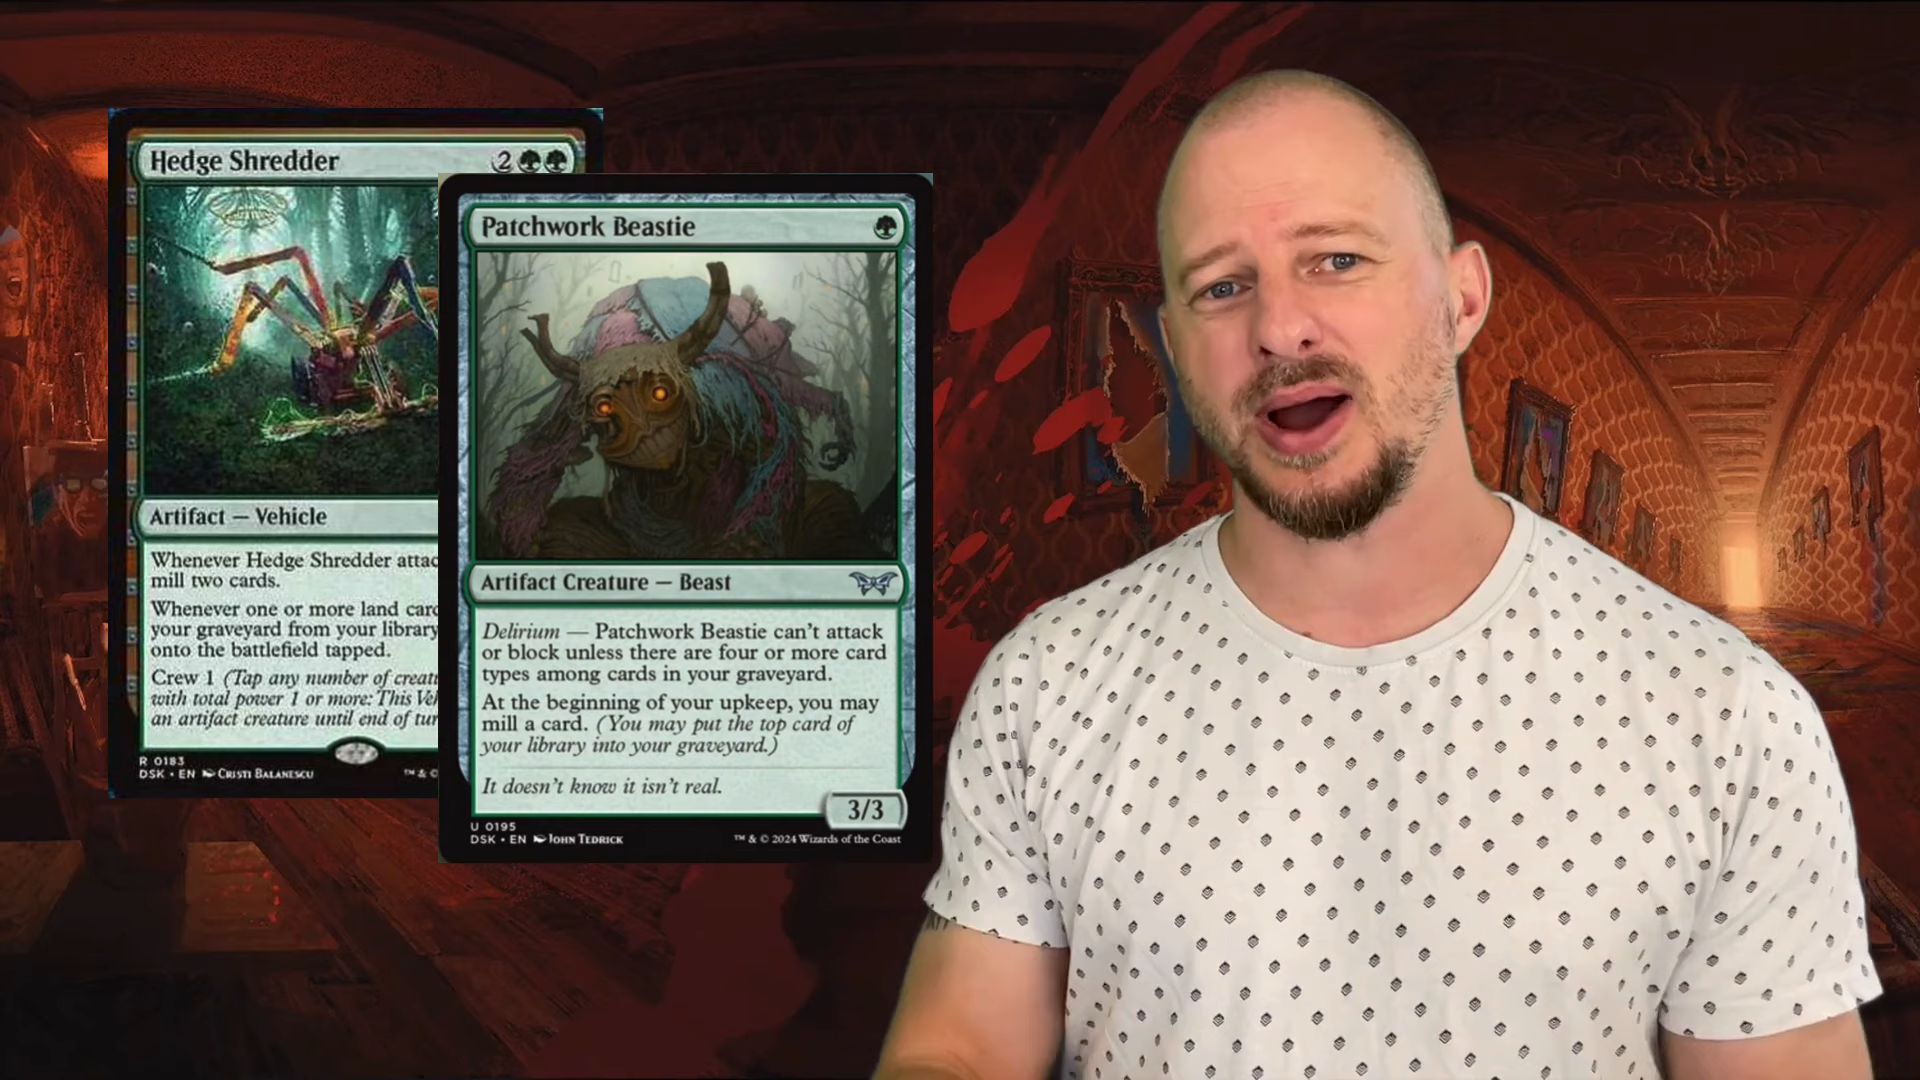 Hedge Shredder
2
Artifact — Vehicle
Whenever Hedge Shredder attac
mill two cards.
Whenever one or more land card
your graveyard from your library
onto the battlefield tapped.
Crew 1 (Tap any number of creatu
with total power 1 or more: This Veh
an artifact creature until end of tur
R 0183
DSK • EN CRISTI BALANESCU
™ & ©
Patchwork Beastie
Artifact Creature — Beast
Delirium — Patchwork Beastie can't attack
or block unless there are four or more card
types among cards in your graveyard.
At the beginning of your upkeep, you may
mill a card. (You may put the top card of
your library into your graveyard.)
It doesn't know it isn't real.
3/3
U 0195
DSK • EN JOHN TEDRICK
™ & © 2024 Wizards of the Coast